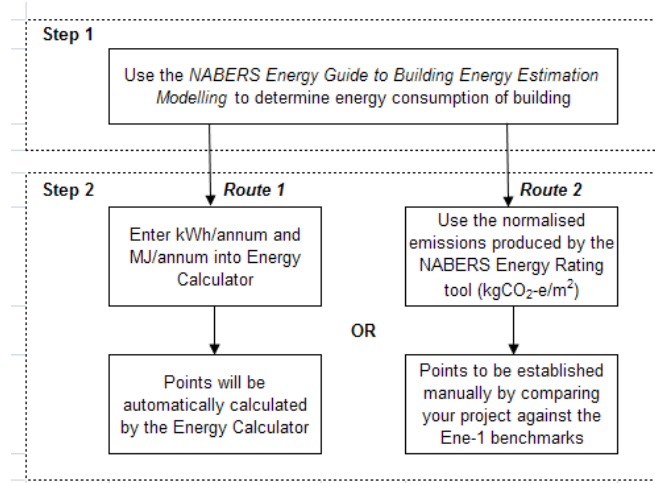 Step 1
Use the NABERS Energy Guide to Building Energy Estimation
Modelling to determine energy consumption of building
Step 2
Route 1
Route 2
Enter kWh/annum and
MJ/annum into Energy
Calculator
Use the normalised
emissions produced by the
NABERS Energy Rating
tool (kgCO₂-e/m²)
OR
Points will be
automatically calculated
by the Energy Calculator
Points to be established
manually by comparing
your project against the
Ene-1 benchmarks